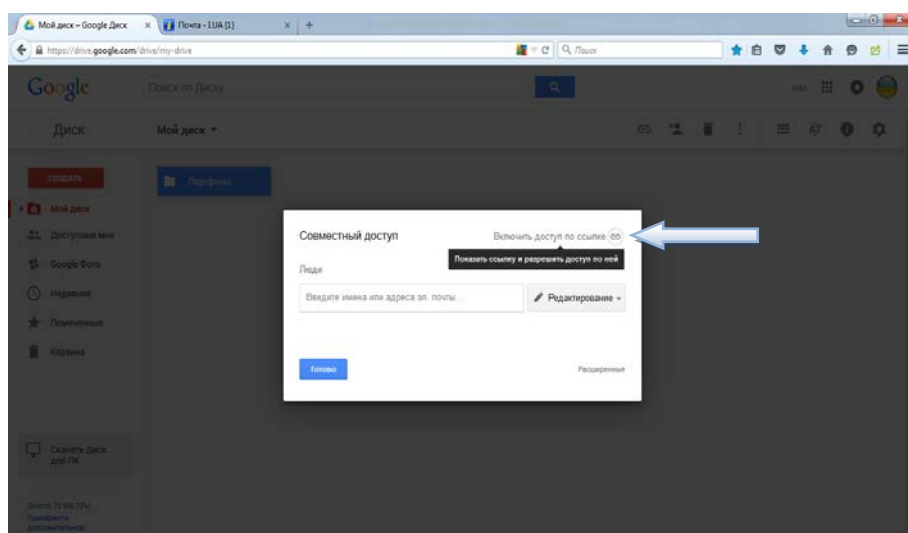 Мой диск – Google Диск
Почта - LUA [1]
https://drive.google.com/drive/my-drive
Поиск
Google
Поиск по Диску
Диск
Мой диск
СОЗДАТЬ
Портфолио
Мой диск
Доступные мне
Google Фото
Недавние
Помеченные
Корзина
Скачать Диск
для ПК
Совместный доступ
Включить доступ по ссылке
Показать ссылку и разрешить доступ по ней
Люди
Введите имена или адреса эл. почты...
Редактирование
Готово
Расширенные